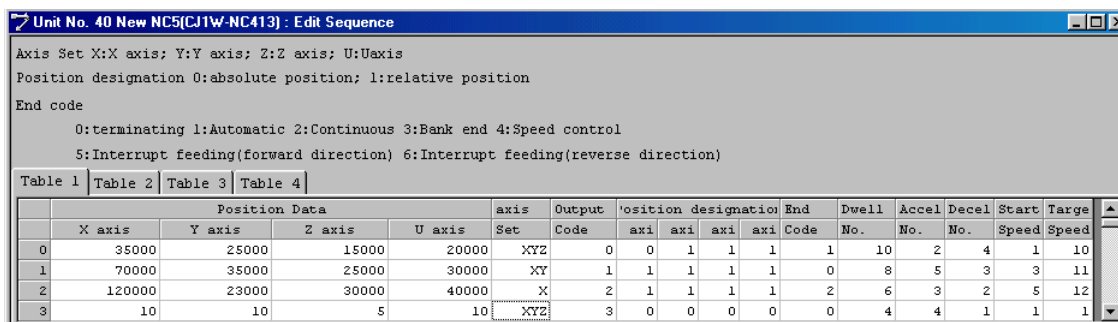 Unit No. 40 New NC5(CJ1W-NC413) : Edit Sequence
Axis Set X:X axis; Y:Y axis; Z:Z axis; U:Uaxis
Position designation 0:absolute position; 1:relative position
End code
0:terminating 1:Automatic 2:Continuous 3:Bank end 4:Speed control
5:Interrupt feeding(forward direction) 6:Interrupt feeding(reverse direction)
Table 1 Table 2 Table 3 Table 4
Position Data axis Output osition designatio End Dwell Accel Decel Start Targe
X axis Y axis Z axis U axis Set Code axi axi axi axi Code No. No. No. Speed Speed
0 35000 25000 15000 20000 XYZ 0 0 1 1 1 1 10 2 4 1 10
1 70000 35000 25000 30000 XY 1 1 1 1 1 0 8 5 3 3 11
2 120000 23000 30000 40000 X 2 1 1 1 1 2 6 3 2 5 12
3 10 10 5 10 XYZ 3 0 0 0 0 0 4 4 1 1 1